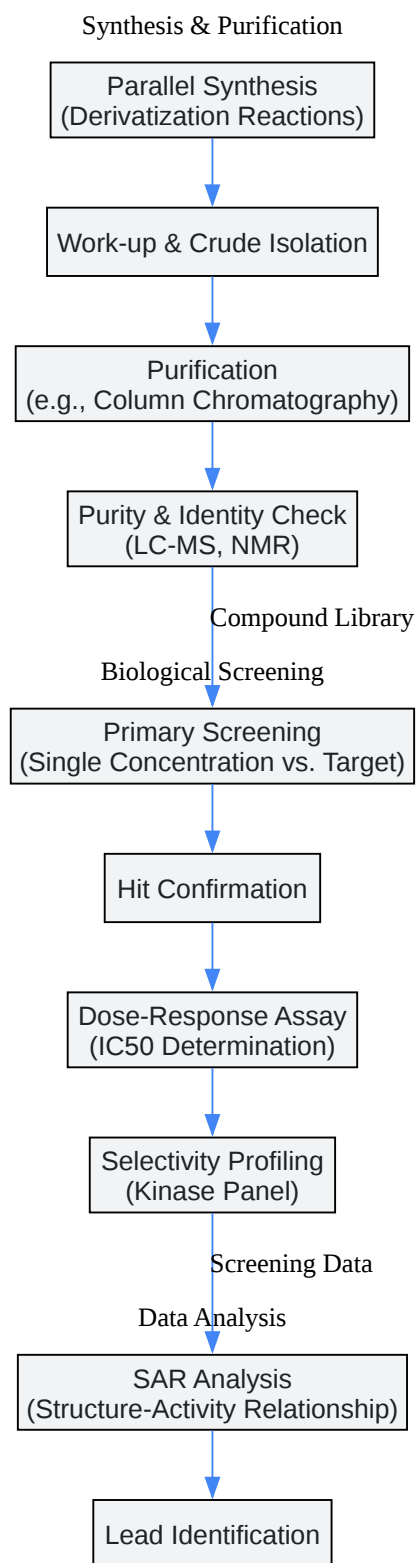 Synthesis & Purification
Parallel Synthesis
(Derivatization Reactions)
Work-up & Crude Isolation
Purification
(e.g., Column Chromatography)
Purity & Identity Check
(LC-MS, NMR)
Compound Library
Biological Screening
Primary Screening
(Single Concentration vs. Target)
Hit Confirmation
Dose-Response Assay
(IC50 Determination)
Selectivity Profiling
(Kinase Panel)
Screening Data
Data Analysis
SAR Analysis
(Structure-Activity Relationship)
Lead Identification